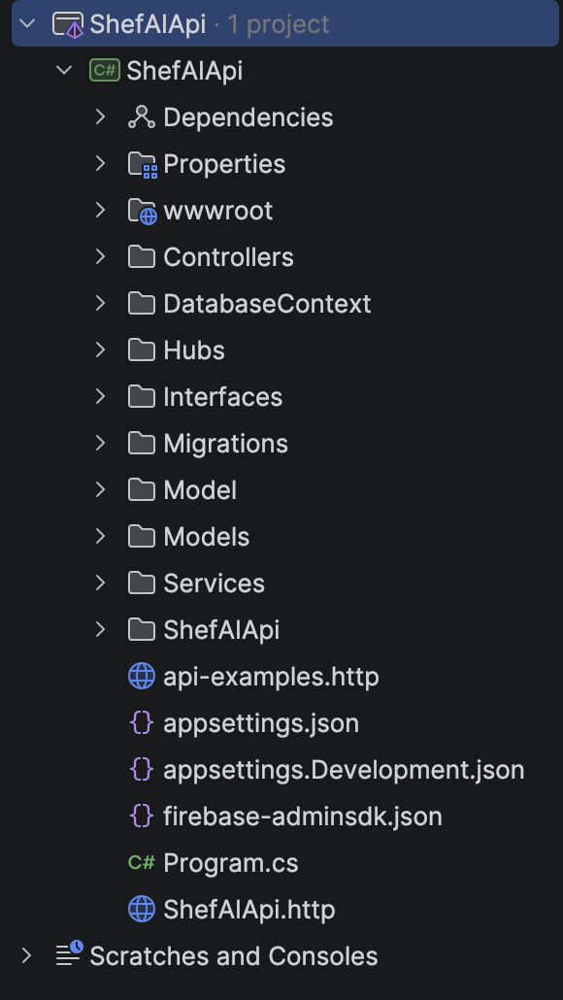 ShefAIApi · 1 project
C# ShefAIApi
Dependencies
Properties
wwwroot
Controllers
DatabaseContext
Hubs
Interfaces
Migrations
Model
Models
Services
ShefAIApi
api-examples.http
{} appsettings.json
{} appsettings.Development.json
{} firebase-adminsdk.json
C# Program.cs
ShefAIApi.http
Scratches and Consoles